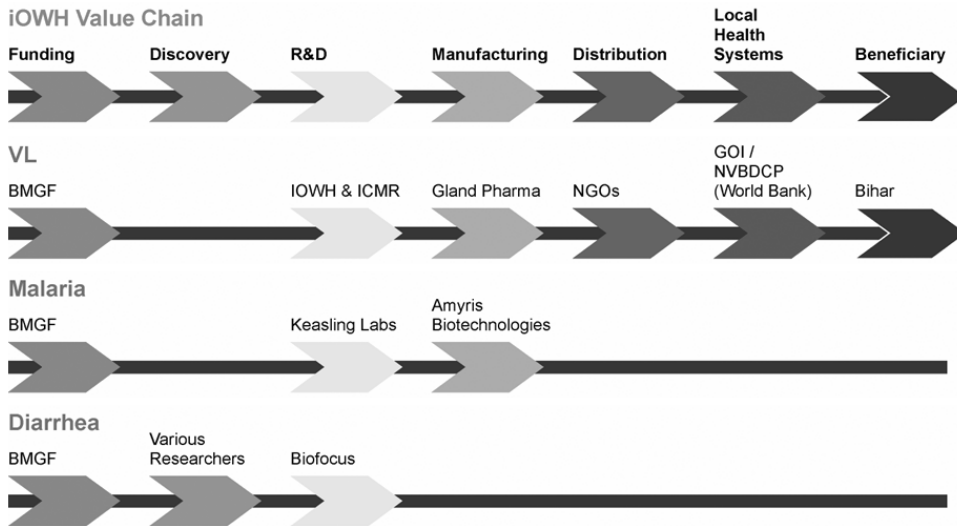 iOWH Value Chain
Funding
Discovery
R&D
Manufacturing
Distribution
Local
Health
Systems
Beneficiary
VL
BMGF
IOWH & ICMR
Gland Pharma
NGOs
GOI /
NVBDCP
(World Bank)
Bihar
Malaria
BMGF
Keasling Labs
Amyris
Biotechnologies
Diarrhea
BMGF
Various
Researchers
Biofocus